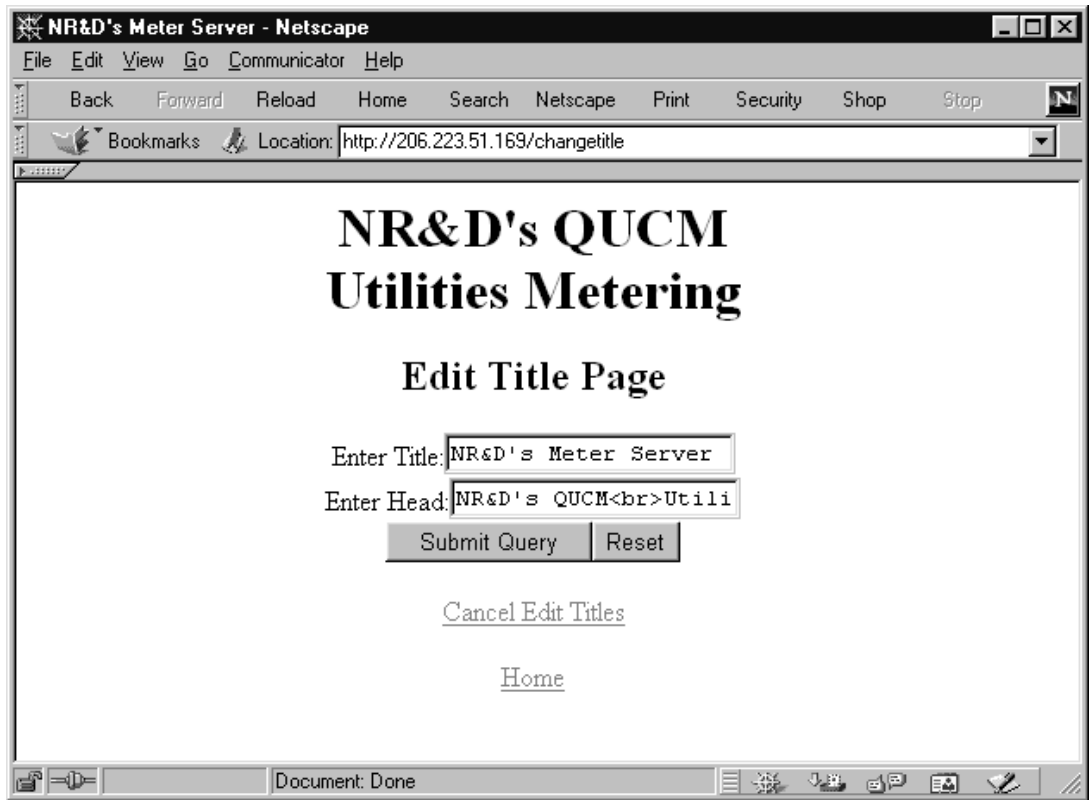 NR&D's Meter Server - Netscape
File Edit View Go Communicator Help
Back Forward Reload Home Search Netscape Print Security Shop Stop
N
Bookmarks Location: http://206.223.51.169/changetitle
NR&D's QUCM
Utilities Metering
Edit Title Page
Enter Title: NR&D's Meter Server
Enter Head: NR&D's QUCM<br>Utili
Submit Query Reset
Cancel Edit Titles
Home
Document: Done